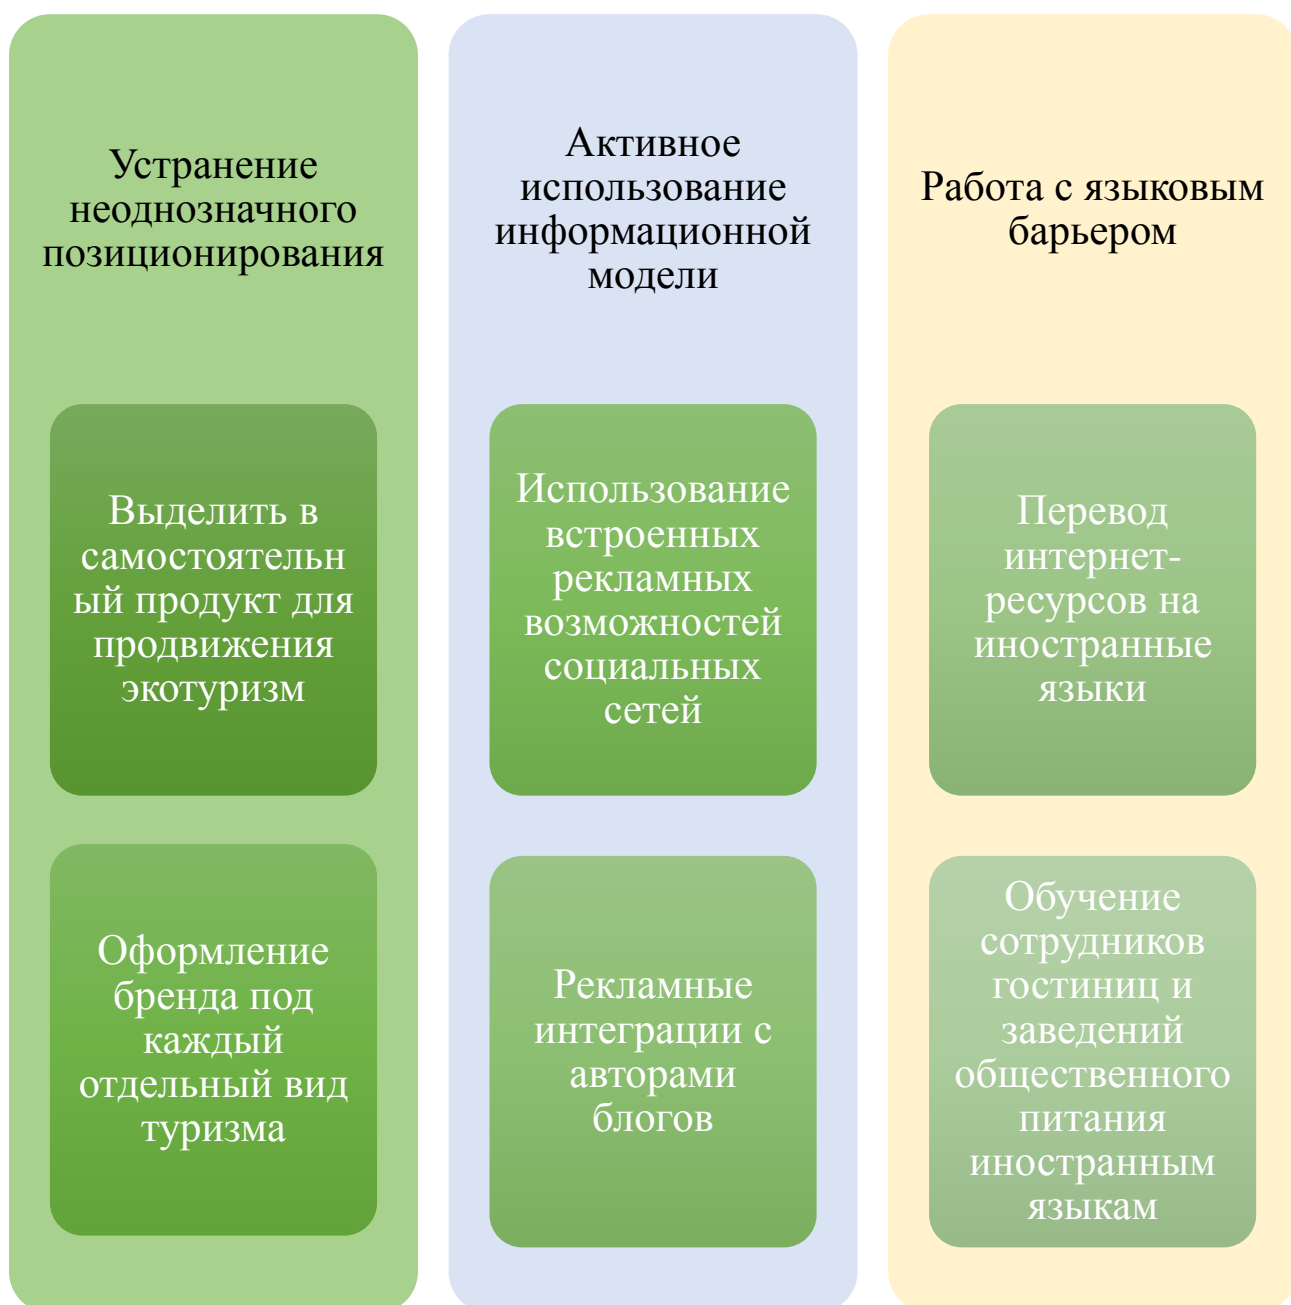 Устранение
неоднозначного
позиционирования
Выделить в
самостоятельн
ый продукт для
продвижения
экотуризм
Оформление
бренда под
каждый
отдельный вид
туризма
Активное
использование
информационной
модели
Использование
встроенных
рекламных
возможностей
социальных
сетей
Рекламные
интеграции с
авторами
блогов
Работа с языковым
барьером
Перевод
интернет-
ресурсов на
иностранные
языки
Обучение
сотрудников
гостиниц и
заведений
общественного
питания
иностранным
языкам